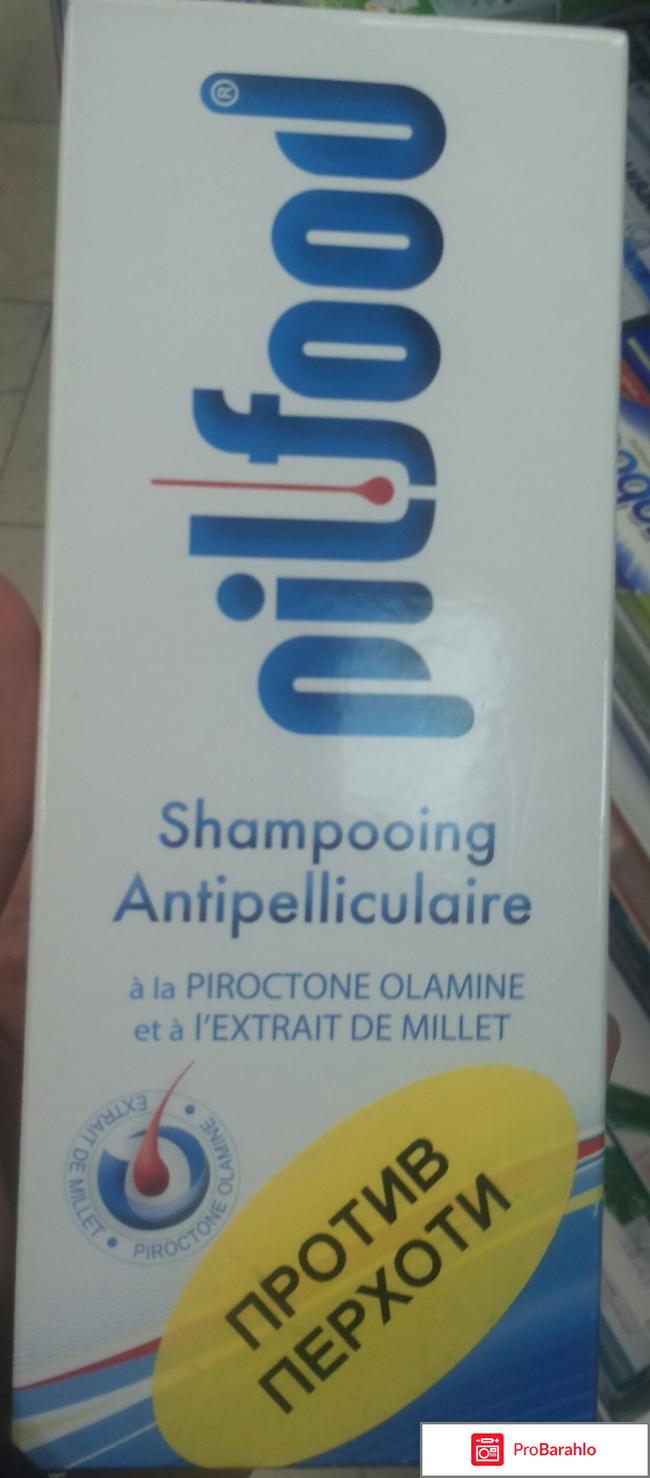 pilfood®
Shampooing
Antipelliculaire
à la PIROCTONE OLAMINE
et à l'EXTRAIT DE MILLET
EXTRAIT DE MILLET • PIROCTONE OLAMINE •
ПРОТИВ
ПЕРХОТИ
ProBarahlo